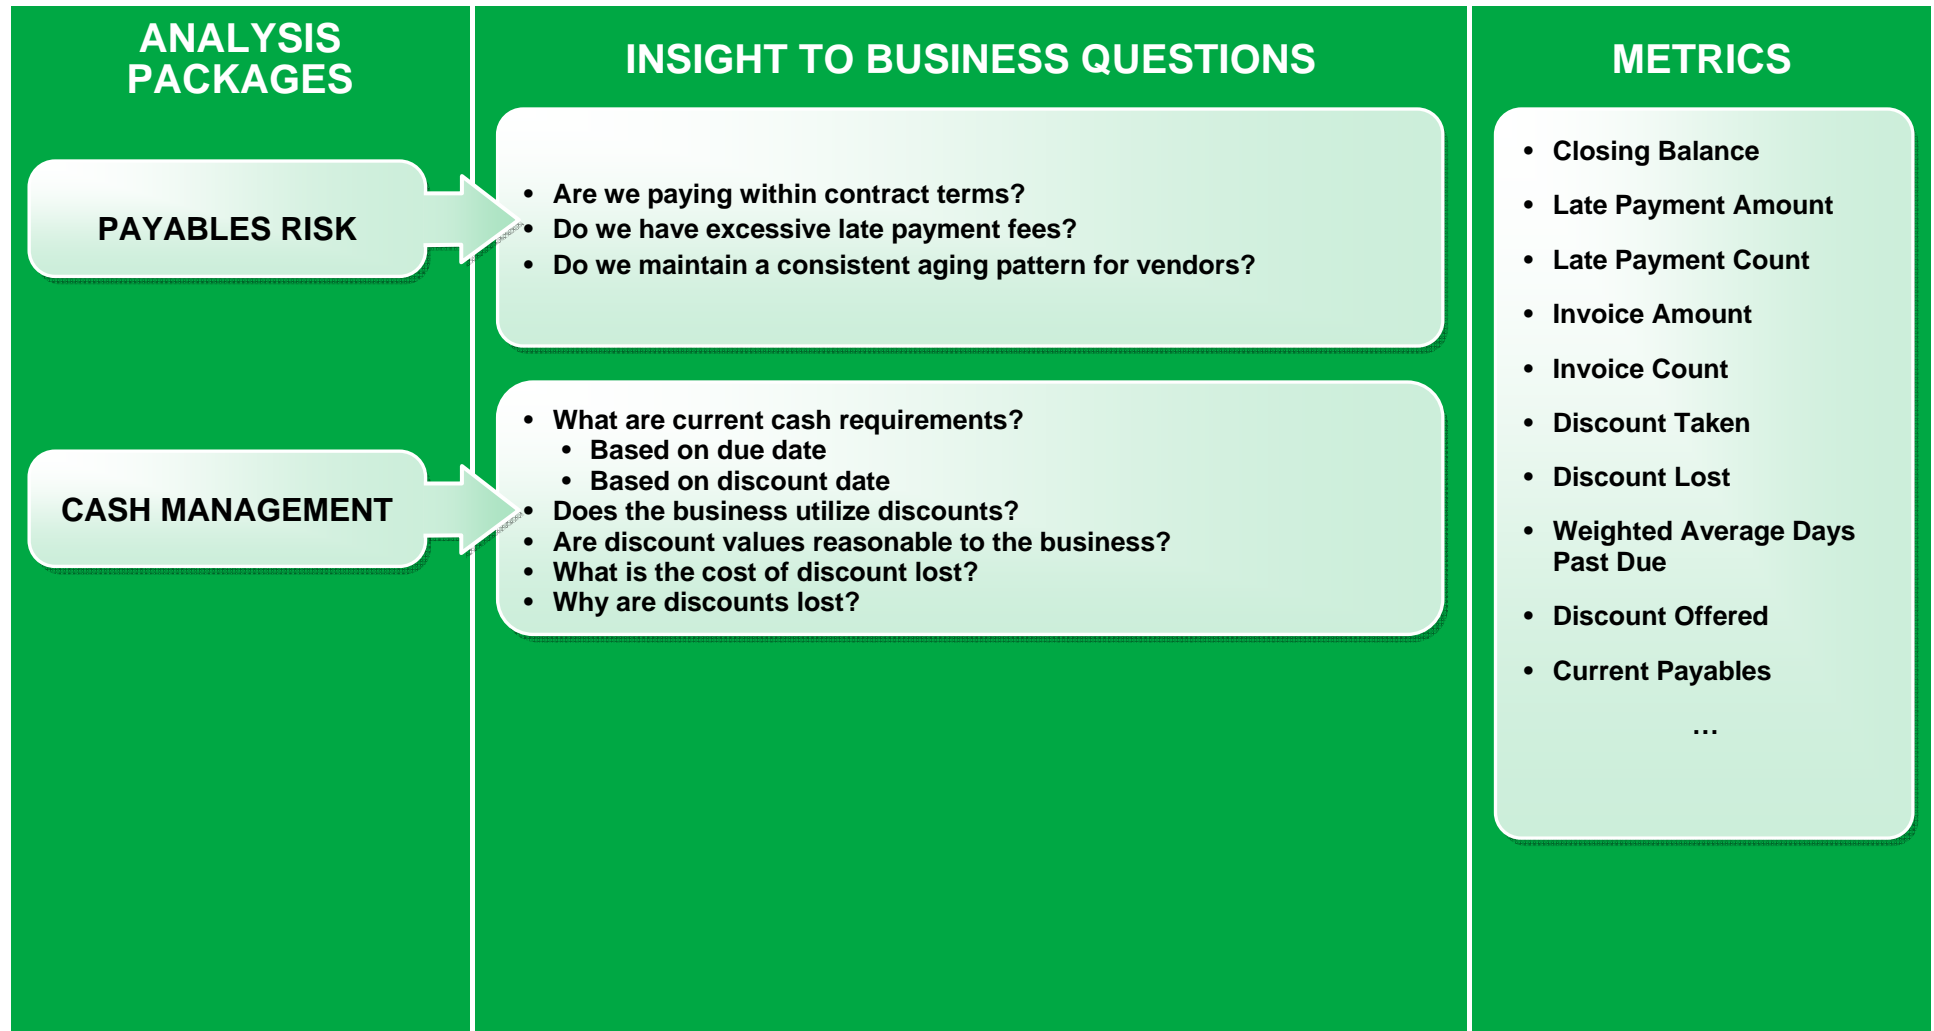 ANALYSIS
PACKAGES
INSIGHT TO BUSINESS QUESTIONS
METRICS
PAYABLES RISK
• Are we paying within contract terms?
• Do we have excessive late payment fees?
• Do we maintain a consistent aging pattern for vendors?
CASH MANAGEMENT
• What are current cash requirements?
• Based on due date
• Based on discount date
• Does the business utilize discounts?
• Are discount values reasonable to the business?
• What is the cost of discount lost?
• Why are discounts lost?
• Closing Balance
• Late Payment Amount
• Late Payment Count
• Invoice Amount
• Invoice Count
• Discount Taken
• Discount Lost
• Weighted Average Days
Past Due
• Discount Offered
• Current Payables
…